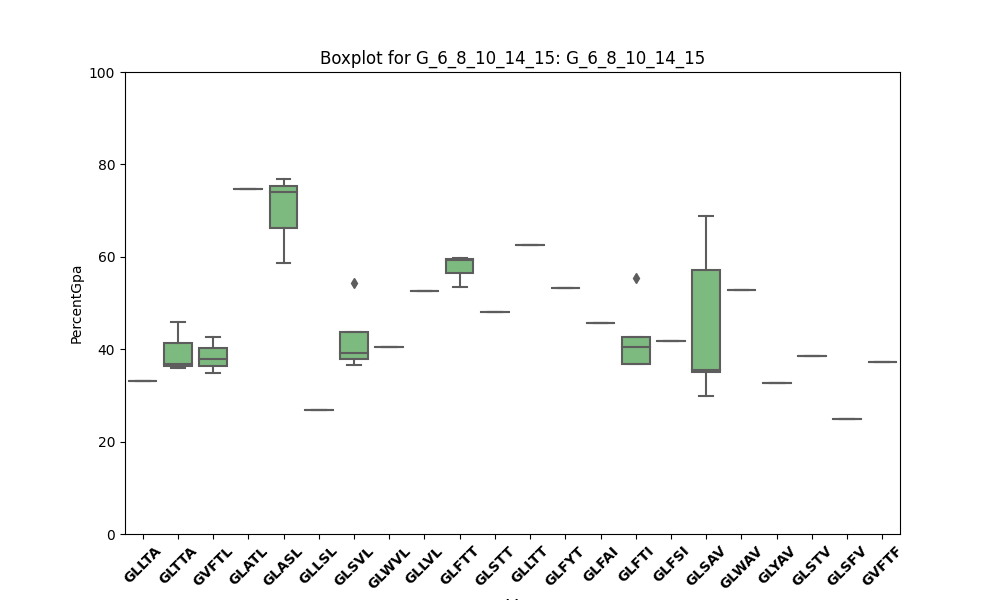 Boxplot for G_6_8_10_14_15: G_6_8_10_14_15
100
80
60
40
20
0
PercentGpa
GLLTA GLTTA GVFTL GLATL GLASL GLLSL GLSVL GLWVL GLLVL GLFTT GLSTT GLLTT GLFYT GLFAI GLFTI GLFSI GLSAV GLWAV GLYAV GLSTV GLSFV GVFTF